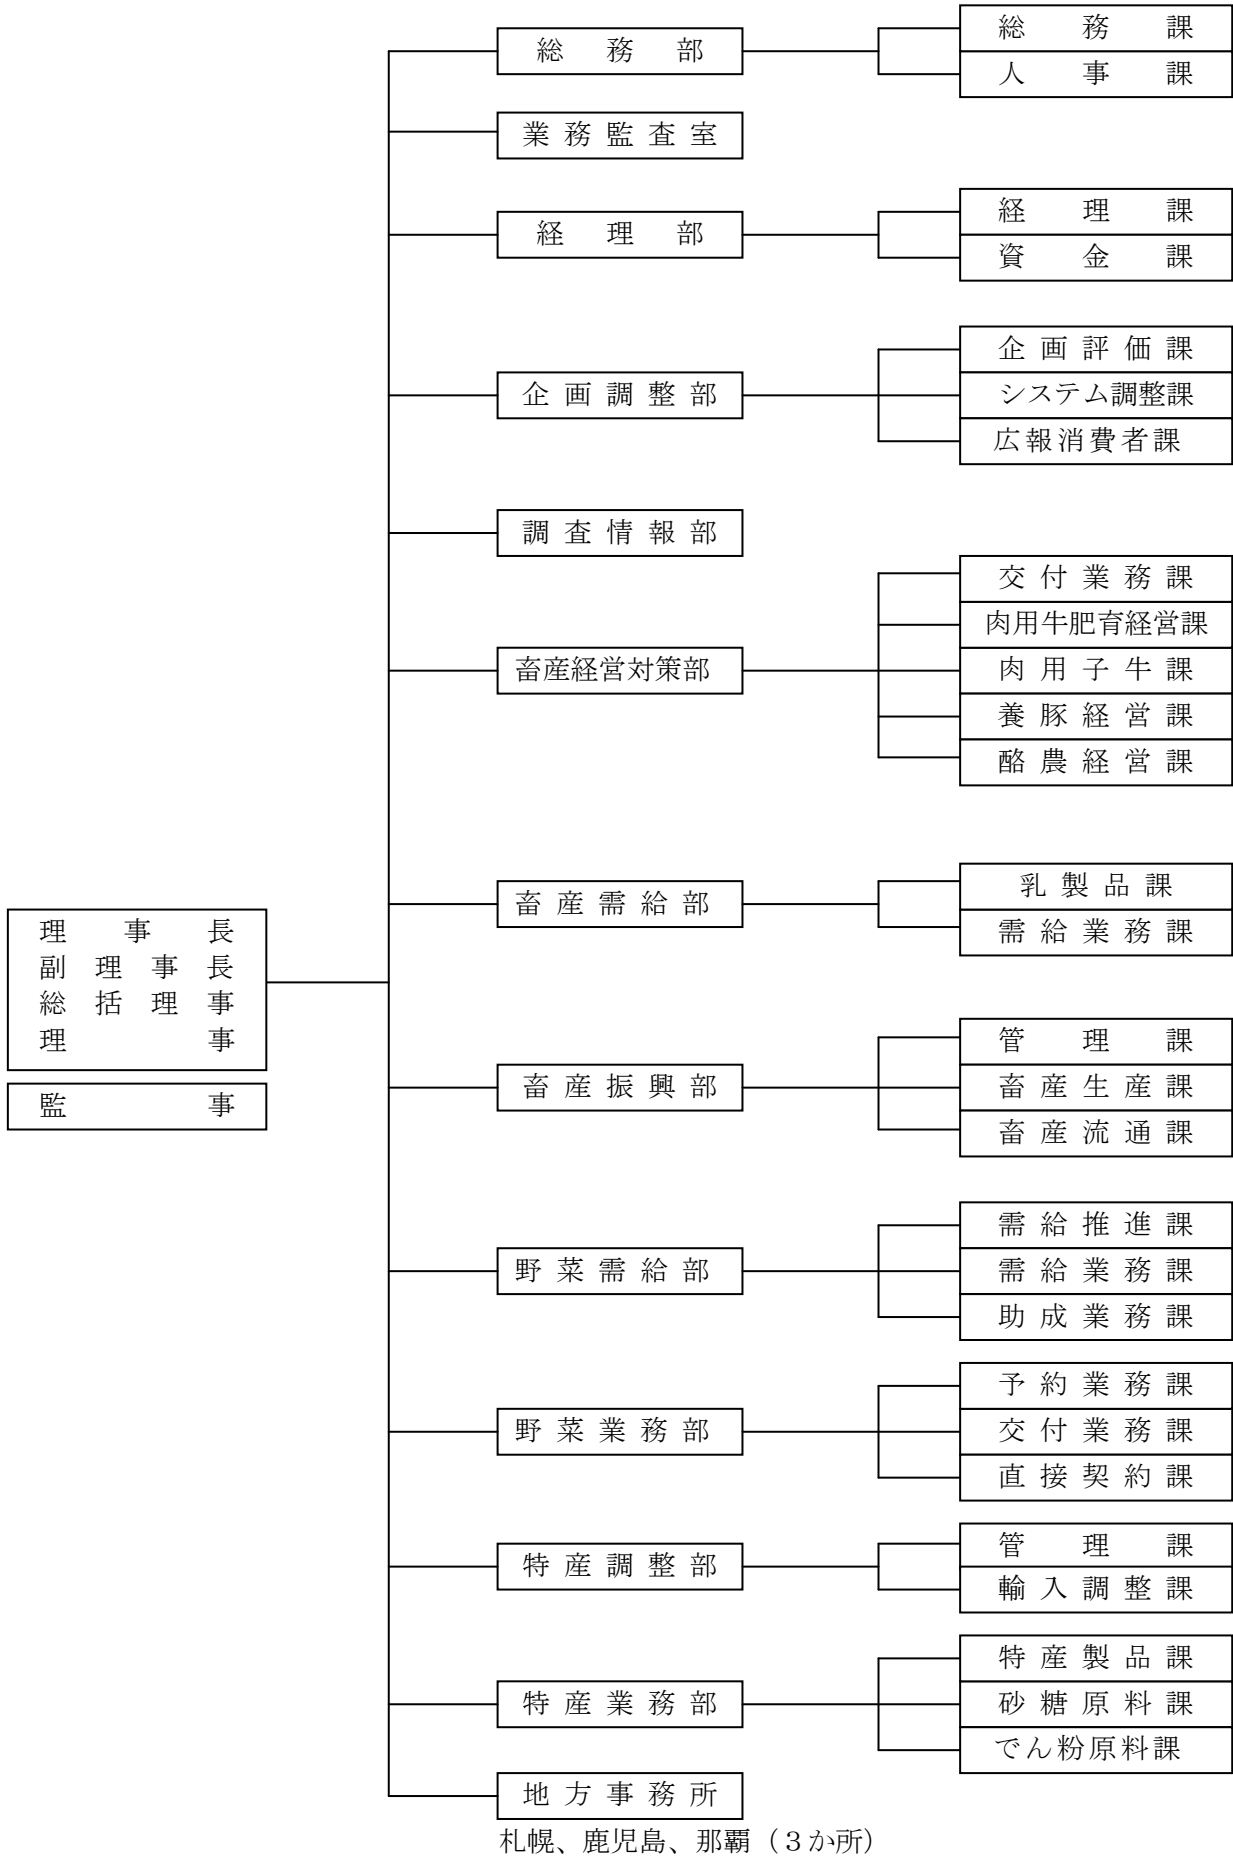 理事長
副理事長
総括理事
理事
監事
総務部
総務課
人事課
業務監査室
経理部
経理課
資金課
企画調整部
企画評価課
システム調整課
広報消費者課
調査情報部
畜産経営対策部
交付業務課
肉用牛肥育経営課
肉用子牛課
養豚経営課
酪農経営課
畜産需給部
乳製品課
需給業務課
畜産振興部
管理課
畜産生産課
畜産流通課
野菜需給部
需給推進課
需給業務課
助成業務課
野菜業務部
予約業務課
交付業務課
直接契約課
特産調整部
管理課
輸入調整課
特産業務部
特産製品課
砂糖原料課
でん粉原料課
地方事務所
札幌、鹿児島、那覇（３か所）